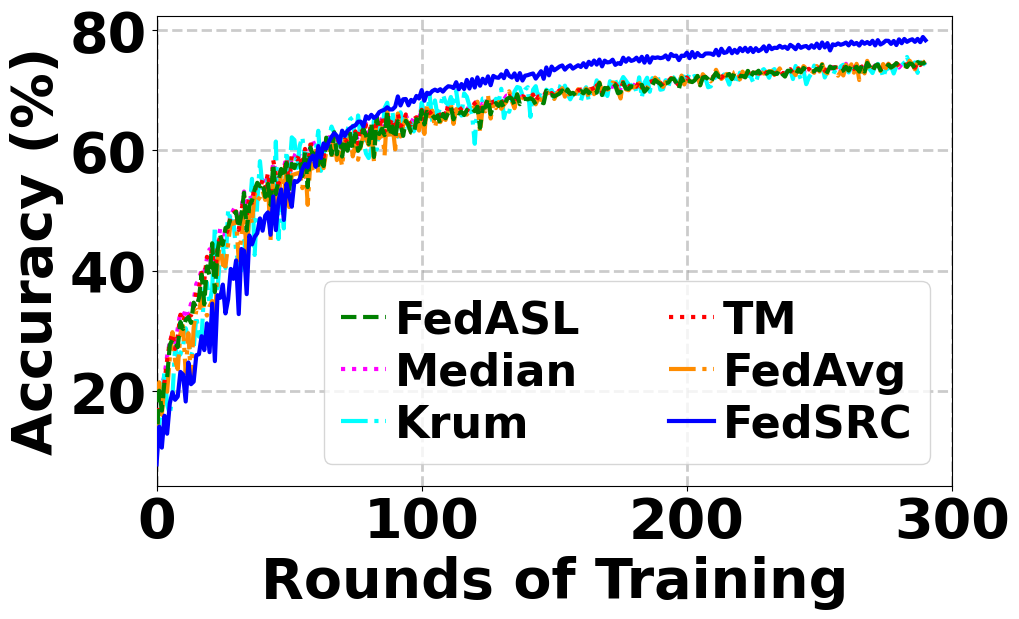 Accuracy (%)
80
60
40
20
FedASL
Median
Krum
TM
FedAvg
FedSRC
0 100 200 300
Rounds of Training